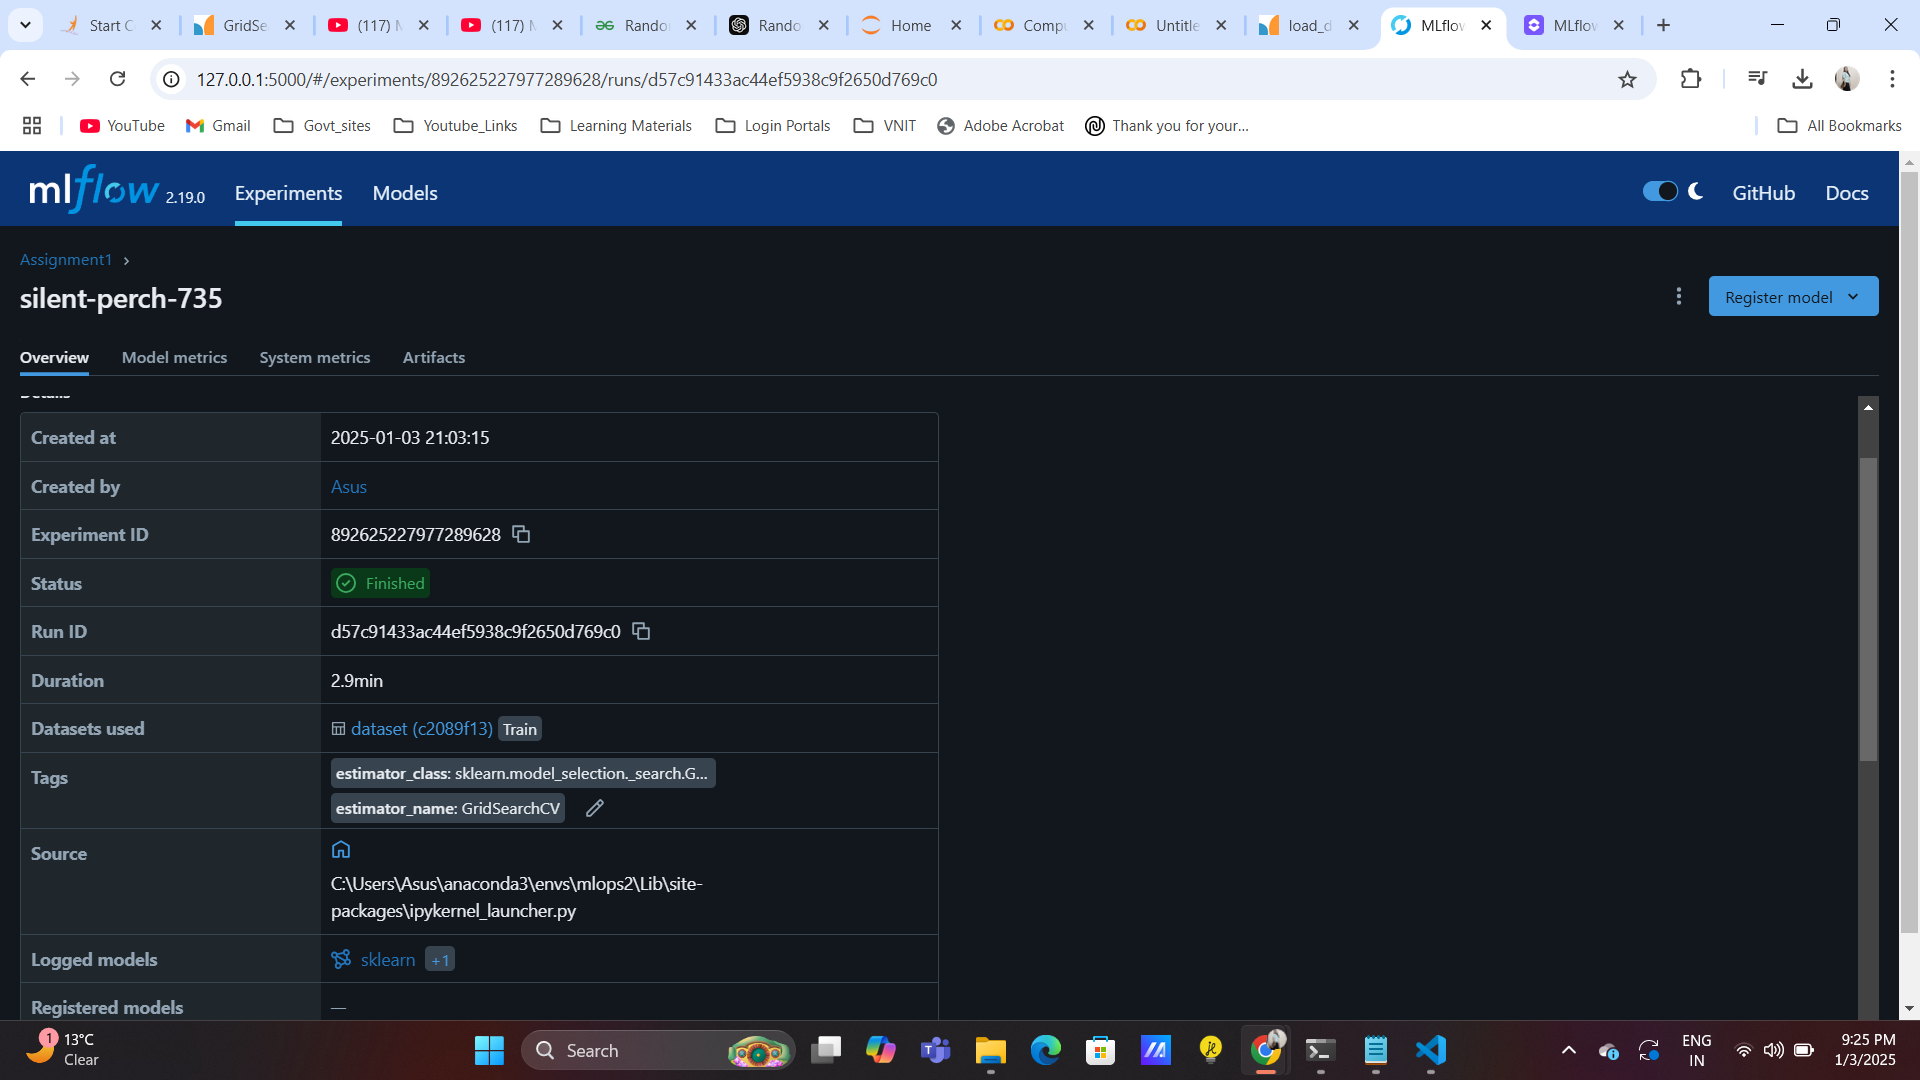 Start C
GridSe
(117) M
(117) M
Rando
Rando
Home
Compu
Untitle
load_d
MLflow
MLflow
127.0.0.1:5000/#/experiments/892625227977289628/runs/d57c91433ac44ef5938c9f2650d769c0
YouTube
Gmail
Govt_sites
Youtube_Links
Learning Materials
Login Portals
VNIT
Adobe Acrobat
Thank you for your...
All Bookmarks
mlflow 2.19.0
Experiments
Models
GitHub
Docs
Assignment1
silent-perch-735
Register model
Overview
Model metrics
System metrics
Artifacts
Details
Created at
2025-01-03 21:03:15
Created by
Asus
Experiment ID
892625227977289628
Status
Finished
Run ID
d57c91433ac44ef5938c9f2650d769c0
Duration
2.9min
Datasets used
dataset (c2089f13) Train
Tags
estimator_class: sklearn.model_selection._search.G...
estimator_name: GridSearchCV
Source
C:\Users\Asus\anaconda3\envs\mlops2\Lib\site-
packages\ipykernel_launcher.py
Logged models
sklearn +1
Registered models
—
1
13°C
Clear
Search
ENG
IN
9:25 PM
1/3/2025